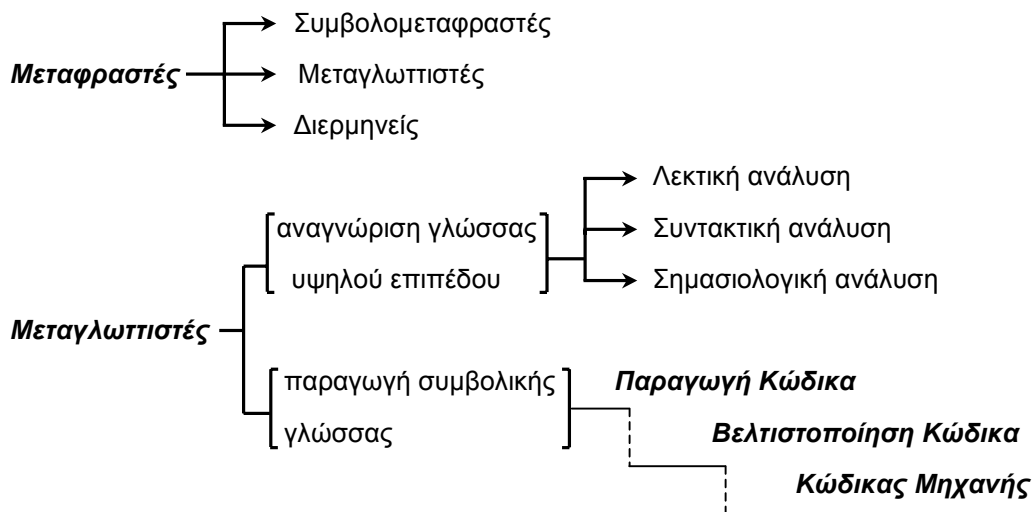 Συμβολομεταφραστές
Μεταφραστές
Μεταγλωττιστές
Διερμηνείς
Λεκτική ανάλυση
αναγνώριση γλώσσας
υψηλού επιπέδου
Συντακτική ανάλυση
Σημασιολογική ανάλυση
Μεταγλωττιστές
παραγωγή συμβολικής
γλώσσας
Παραγωγή Κώδικα
Βελτιστοποίηση Κώδικα
Κώδικας Μηχανής